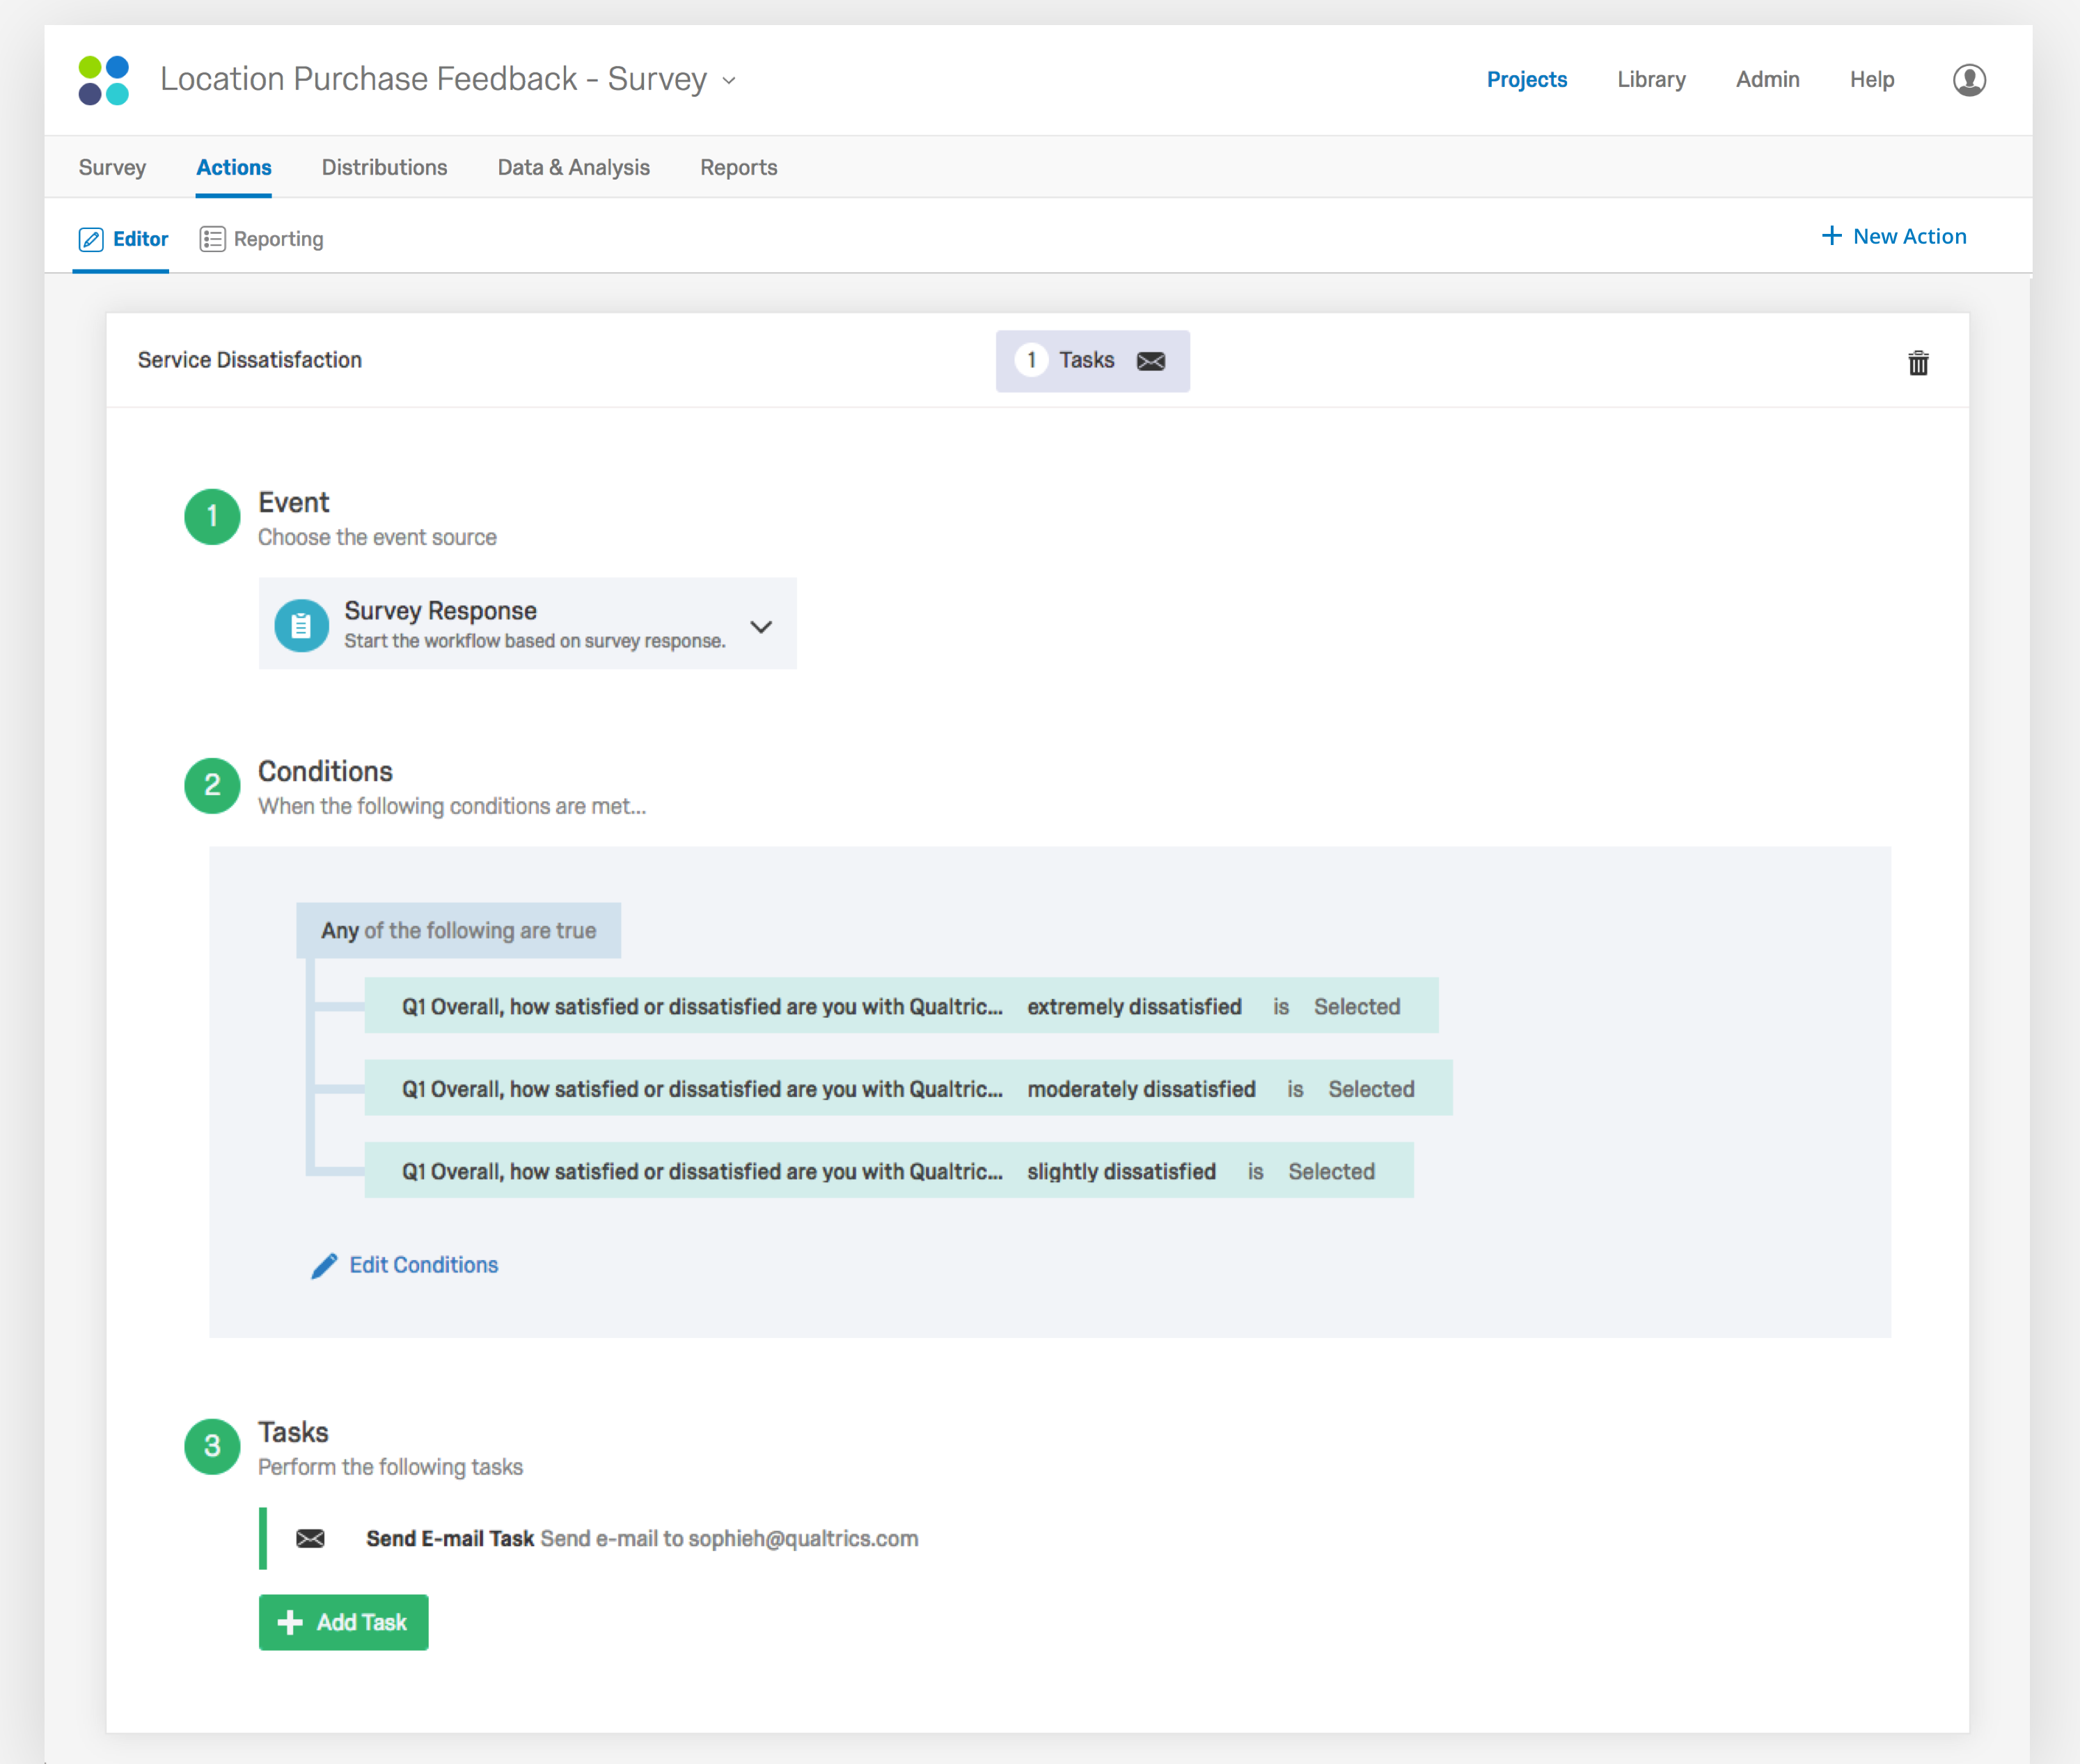 Location Purchase Feedback - Survey
Projects Library Admin Help
Survey Actions Distributions Data & Analysis Reports
Editor Reporting
+ New Action
Service Dissatisfaction
1 Tasks
1 Event
Choose the event source
Survey Response
Start the workflow based on survey response.
2 Conditions
When the following conditions are met...
Any of the following are true
Q1 Overall, how satisfied or dissatisfied are you with Qualtric... extremely dissatisfied is Selected
Q1 Overall, how satisfied or dissatisfied are you with Qualtric... moderately dissatisfied is Selected
Q1 Overall, how satisfied or dissatisfied are you with Qualtric... slightly dissatisfied is Selected
Edit Conditions
3 Tasks
Perform the following tasks
Send E-mail Task Send e-mail to sophieh@qualtrics.com
+ Add Task